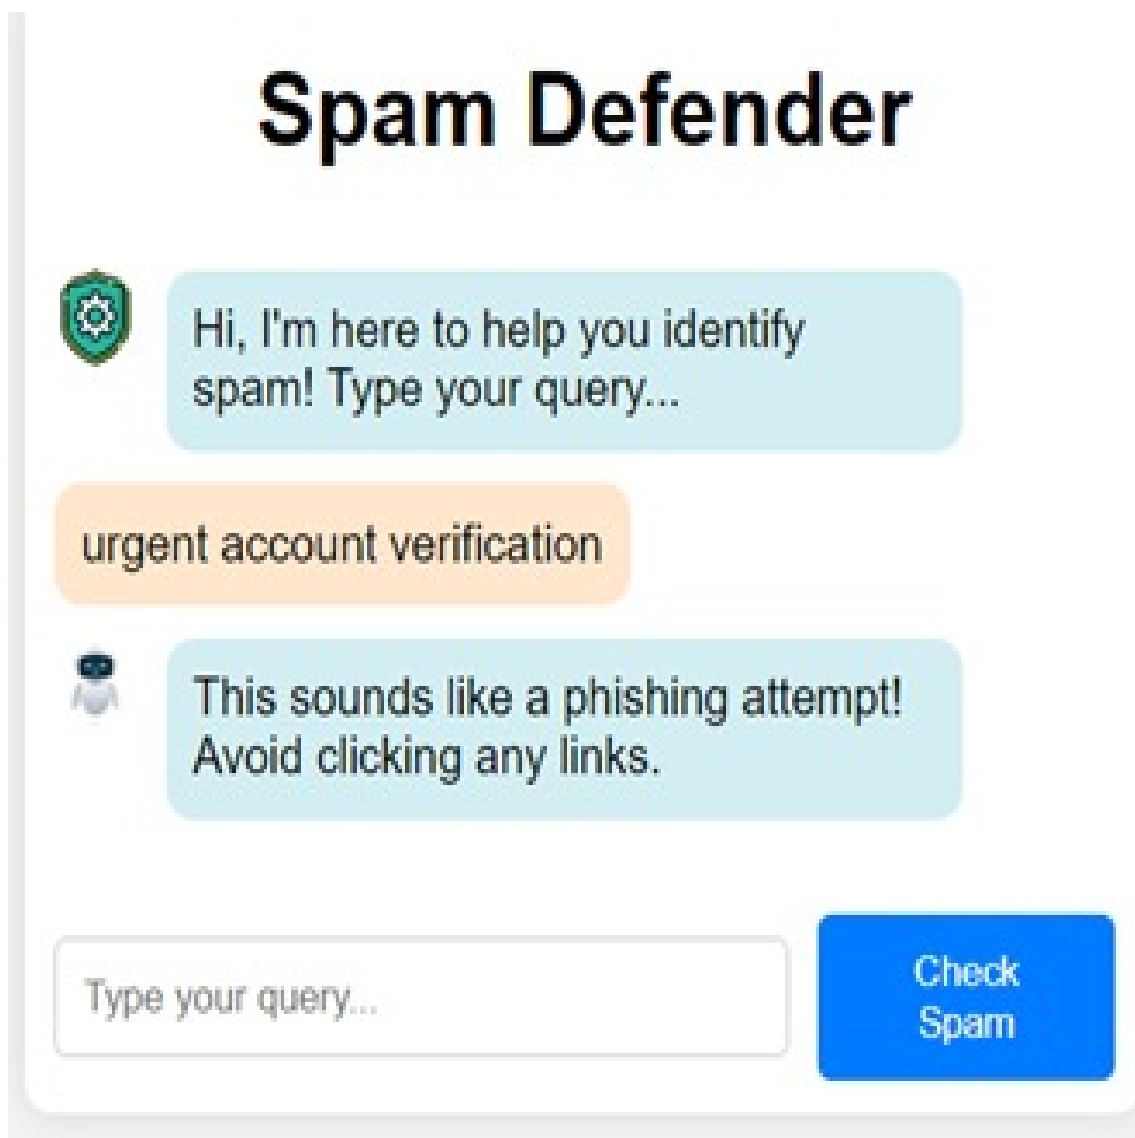 Spam Defender
Hi, I'm here to help you identify
spam! Type your query...
urgent account verification
This sounds like a phishing attempt!
Avoid clicking any links.
Type your query...
Check
Spam